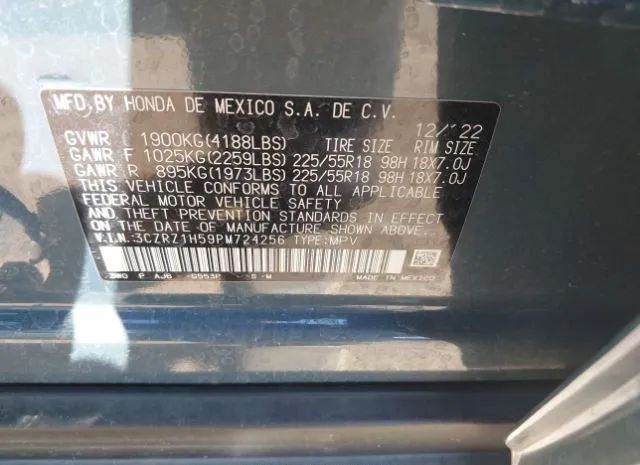 MFD. BY HONDA DE MEXICO S.A. DE C.V. 12/'22
GVWR 1900KG(4188LBS) TIRE SIZE RIM SIZE
GAWR F 1025KG(2259LBS) 225/55R18 98H 18X7.0J
GAWR R 895KG(1973LBS) 225/55R18 98H 18X7.0J
THIS VEHICLE CONFORMS TO ALL APPLICABLE
FEDERAL MOTOR VEHICLE SAFETY
AND THEFT PREVENTION STANDARDS IN EFFECT
ON THE DATE OF MANUFACTURE SHOWN ABOVE.
V.I.N.:3CZRZ1H59PM724256 TYPE:MPV
3W0 P AJ6 S M MADE IN MEXICO